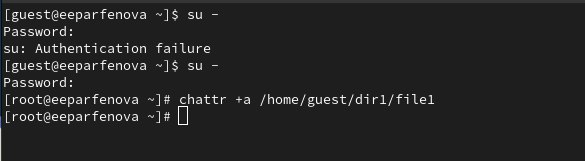 [guest@eeparfenova ~]$ su -
Password:
su: Authentication failure
[guest@eeparfenova ~]$ su -
Password:
[root@eeparfenova ~]# chattr +a /home/guest/dir1/file1
[root@eeparfenova ~]#